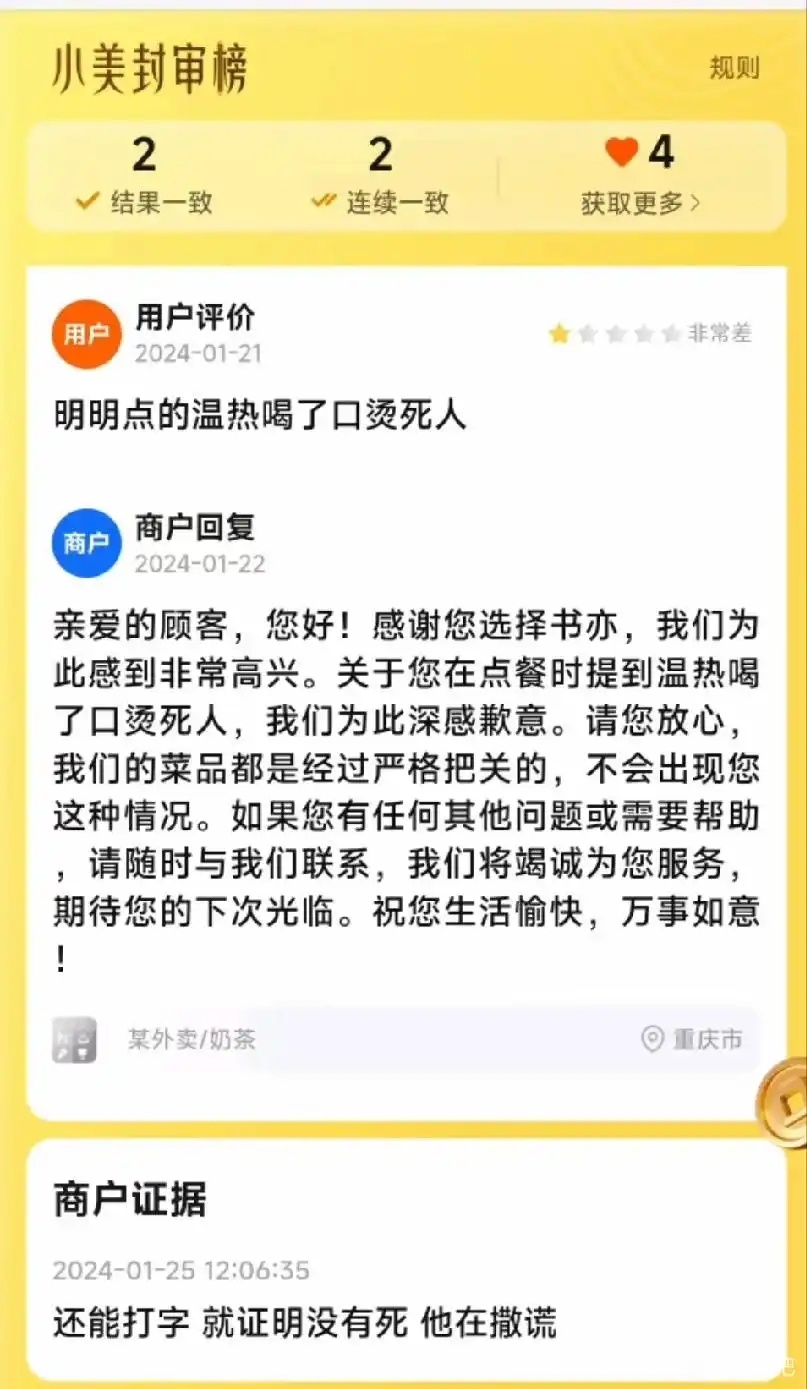 小美封审榜
规则
2
2
4
结果一致
连续一致
获取更多>
用户
用户评价
2024-01-21
非常差
明明点的温热喝了口烫死人
商户
商户回复
2024-01-22
亲爱的顾客，您好！感谢您选择书亦，我们为
此感到非常高兴。关于您在点餐时提到温热喝
了口烫死人，我们为此深感歉意。请您放心，
我们的菜品都是经过严格把关的，不会出现您
这种情况。如果您有任何其他问题或需要帮助
，请随时与我们联系，我们将竭诚为您服务，
期待您的下次光临。祝您生活愉快，万事如意
！
某外卖/奶茶
重庆市
商户证据
2024-01-25 12:06:35
还能打字 就证明没有死 他在撒谎
吧